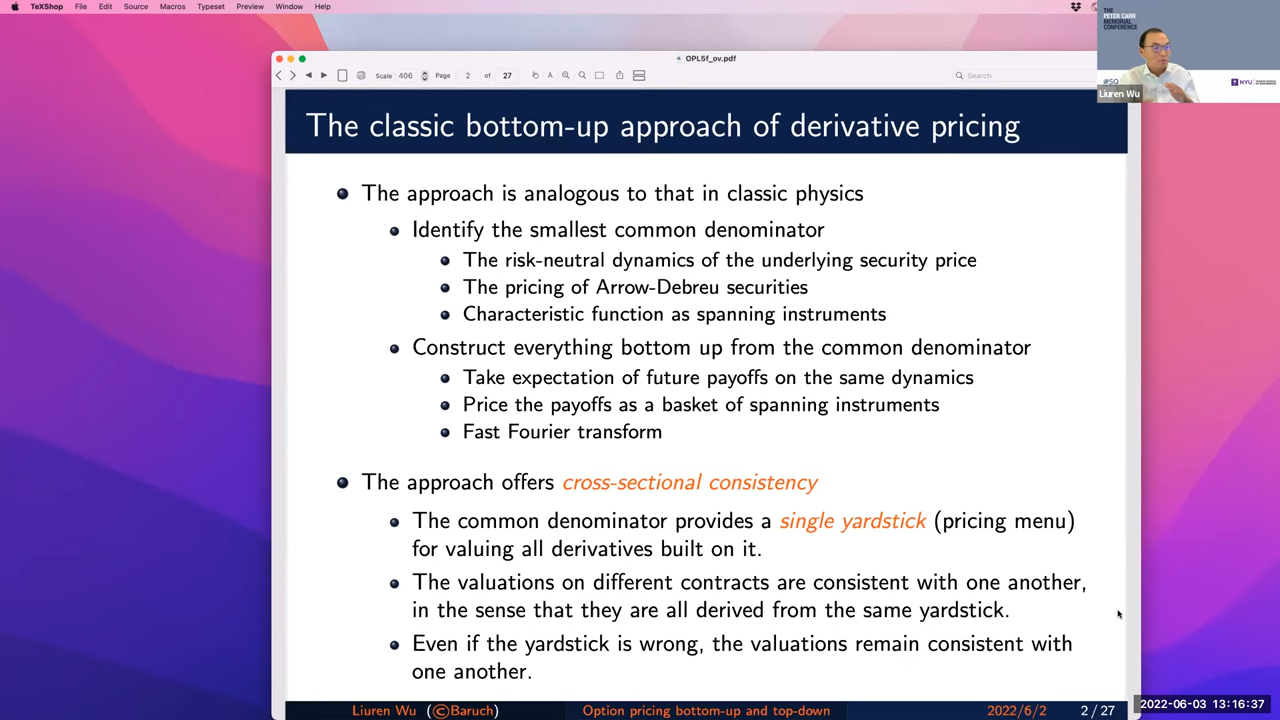 TeXShop File Edit Source Macros Typeset Preview Window Help
THE
PETER CARR
MEMORIAL
CONFERENCE
OPL5f_ov.pdf
Scale 406 Page 2 of 27 Search
NYU
Liuren Wu
The classic bottom-up approach of derivative pricing
The approach is analogous to that in classic physics
Identify the smallest common denominator
The risk-neutral dynamics of the underlying security price
The pricing of Arrow-Debreu securities
Characteristic function as spanning instruments
Construct everything bottom up from the common denominator
Take expectation of future payoffs on the same dynamics
Price the payoffs as a basket of spanning instruments
Fast Fourier transform
The approach offers cross-sectional consistency
The common denominator provides a single yardstick (pricing menu)
for valuing all derivatives built on it.
The valuations on different contracts are consistent with one another,
in the sense that they are all derived from the same yardstick.
Even if the yardstick is wrong, the valuations remain consistent with
one another.
Liuren Wu (©Baruch) Option pricing bottom-up and top-down 2022/6/2 2 / 27
2022-06-03 13:16:37